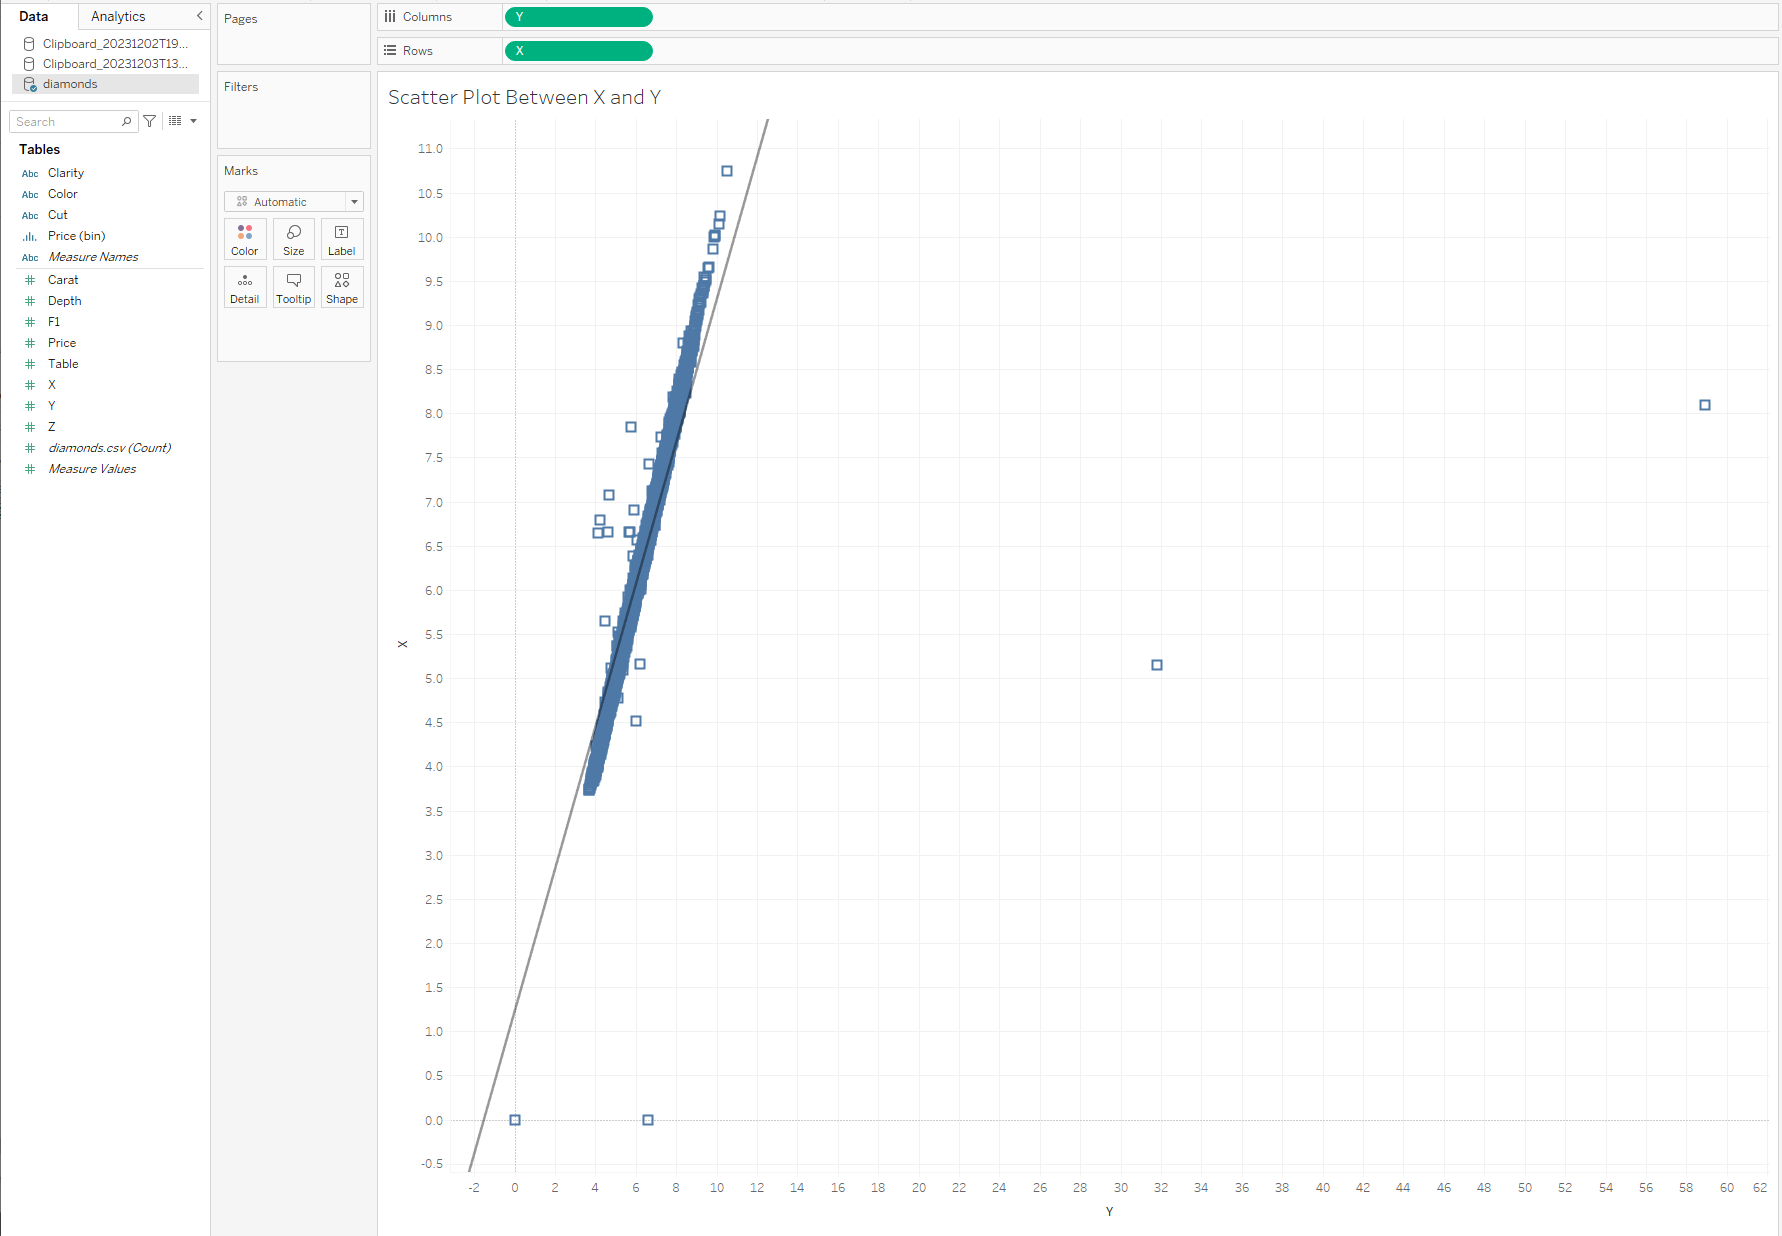 Data Analytics
Clipboard_20231202T19...
Clipboard_20231203T13...
diamonds
Search
Tables
Abc Clarity
Abc Color
Abc Cut
Price (bin)
Abc Measure Names
# Carat
# Depth
# F1
# Price
# Table
# X
# Y
# Z
# diamonds.csv (Count)
# Measure Values
Pages
Filters
Marks
Automatic
Color Size Label
Detail Tooltip Shape
Columns Y
Rows X
Scatter Plot Between X and Y
11.0
10.5
10.0
9.5
9.0
8.5
8.0
7.5
7.0
6.5
6.0
5.5
5.0
4.5
4.0
3.5
3.0
2.5
2.0
1.5
1.0
0.5
0.0
-0.5
X
-2 0 2 4 6 8 10 12 14 16 18 20 22 24 26 28 30 32 34 36 38 40 42 44 46 48 50 52 54 56 58 60 62
Y